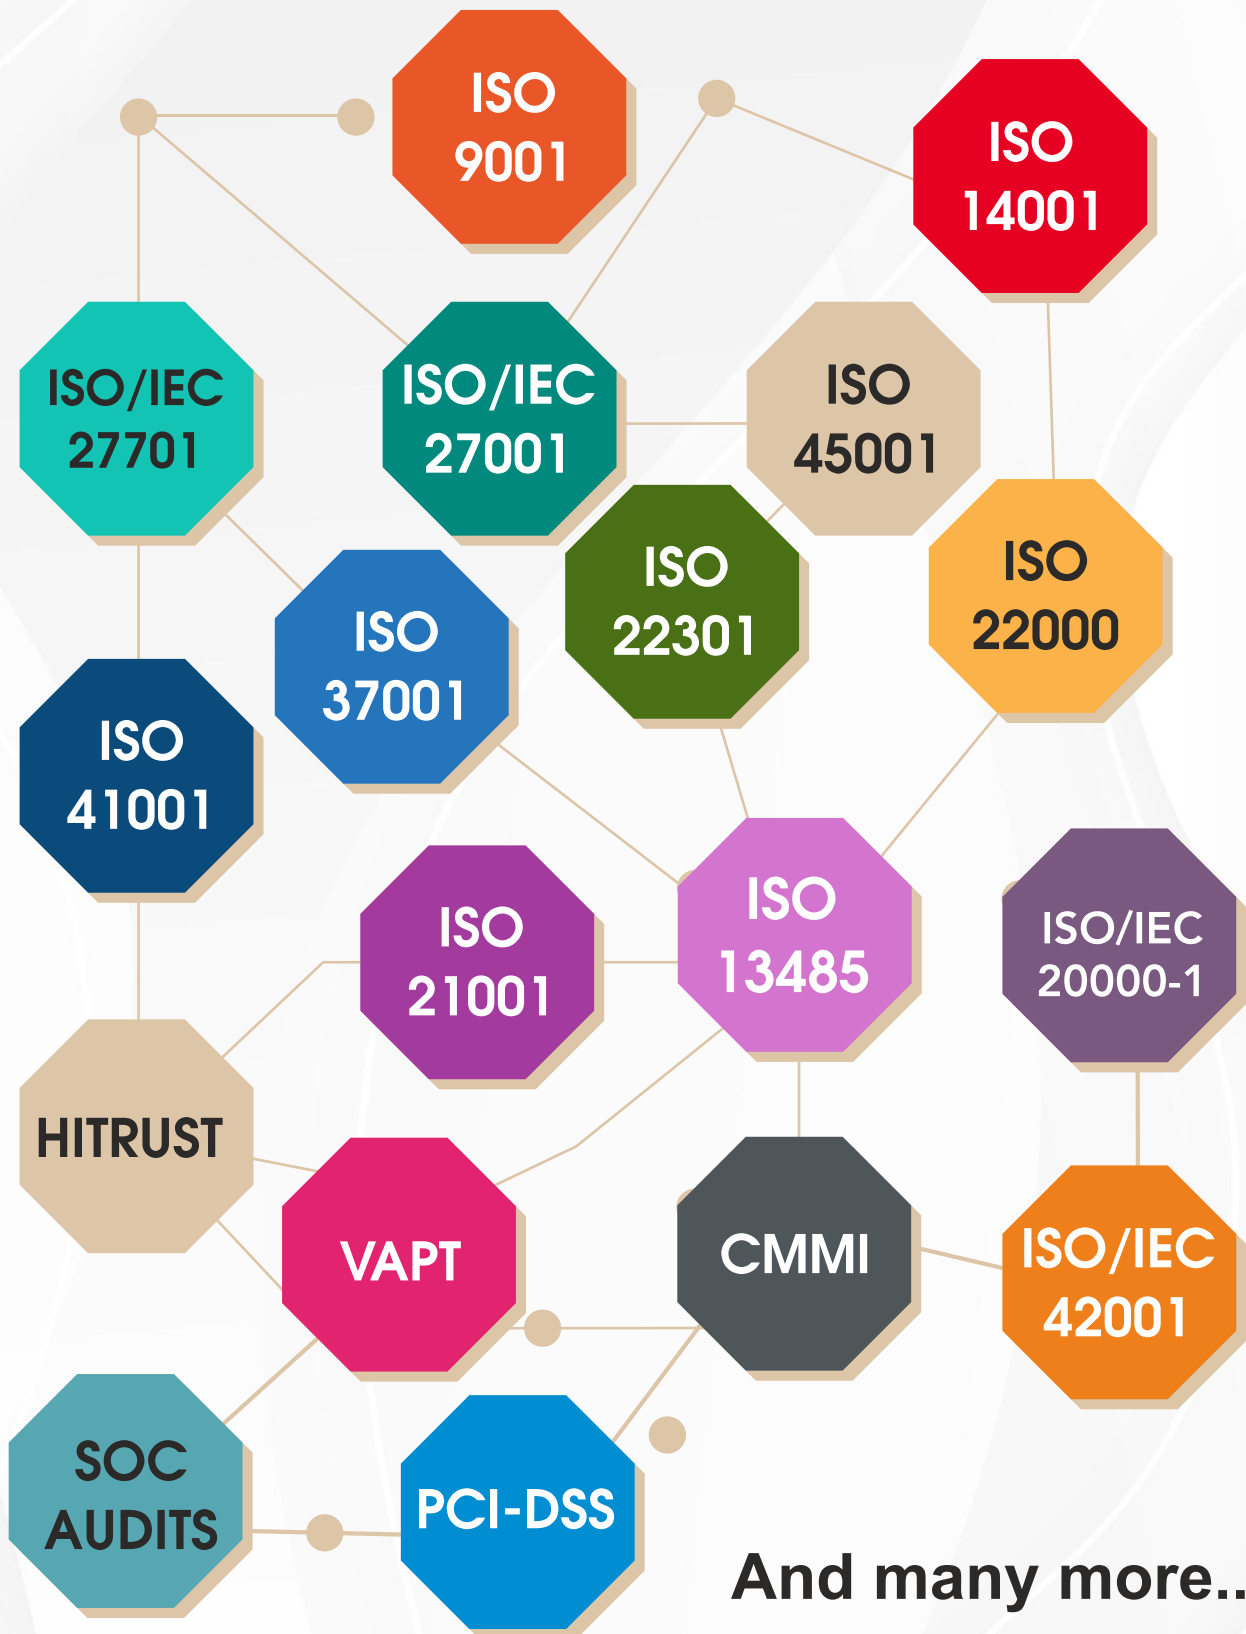 ISO
9001
ISO
14001
ISO/IEC
27701
ISO/IEC
27001
ISO
45001
ISO
22301
ISO
22000
ISO
37001
ISO
41001
ISO
21001
ISO
13485
ISO/IEC
20000-1
HITRUST
VAPT
CMMI
ISO/IEC
42001
SOC
AUDITS
PCI-DSS
And many more..